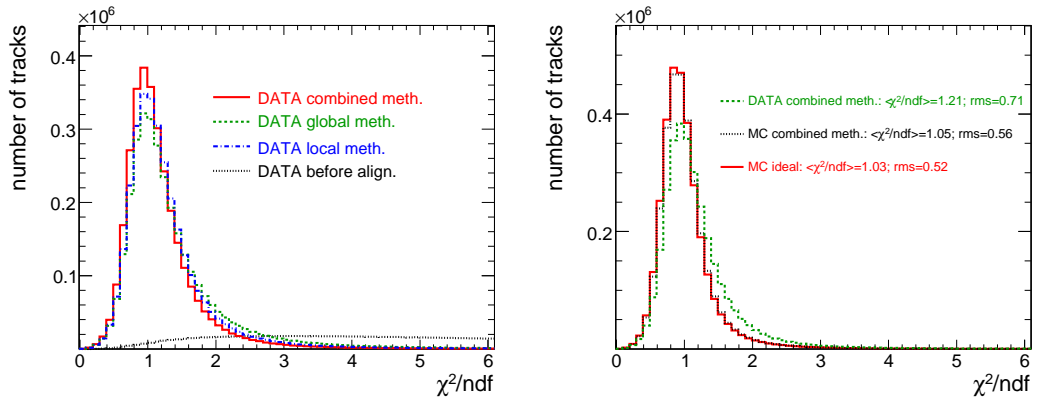 ×10⁶
number of tracks
0.4
0.3
0.2
0.1
DATA combined meth.
DATA global meth.
DATA local meth.
DATA before align.
0 1 2 3 4 5 6
χ²/ndf
×10⁶
number of tracks
0.4
0.2
DATA combined meth.: <χ²/ndf>=1.21; rms=0.71
MC combined meth.: <χ²/ndf>=1.05; rms=0.56
MC ideal: <χ²/ndf>=1.03; rms=0.52
0 1 2 3 4 5 6
χ²/ndf